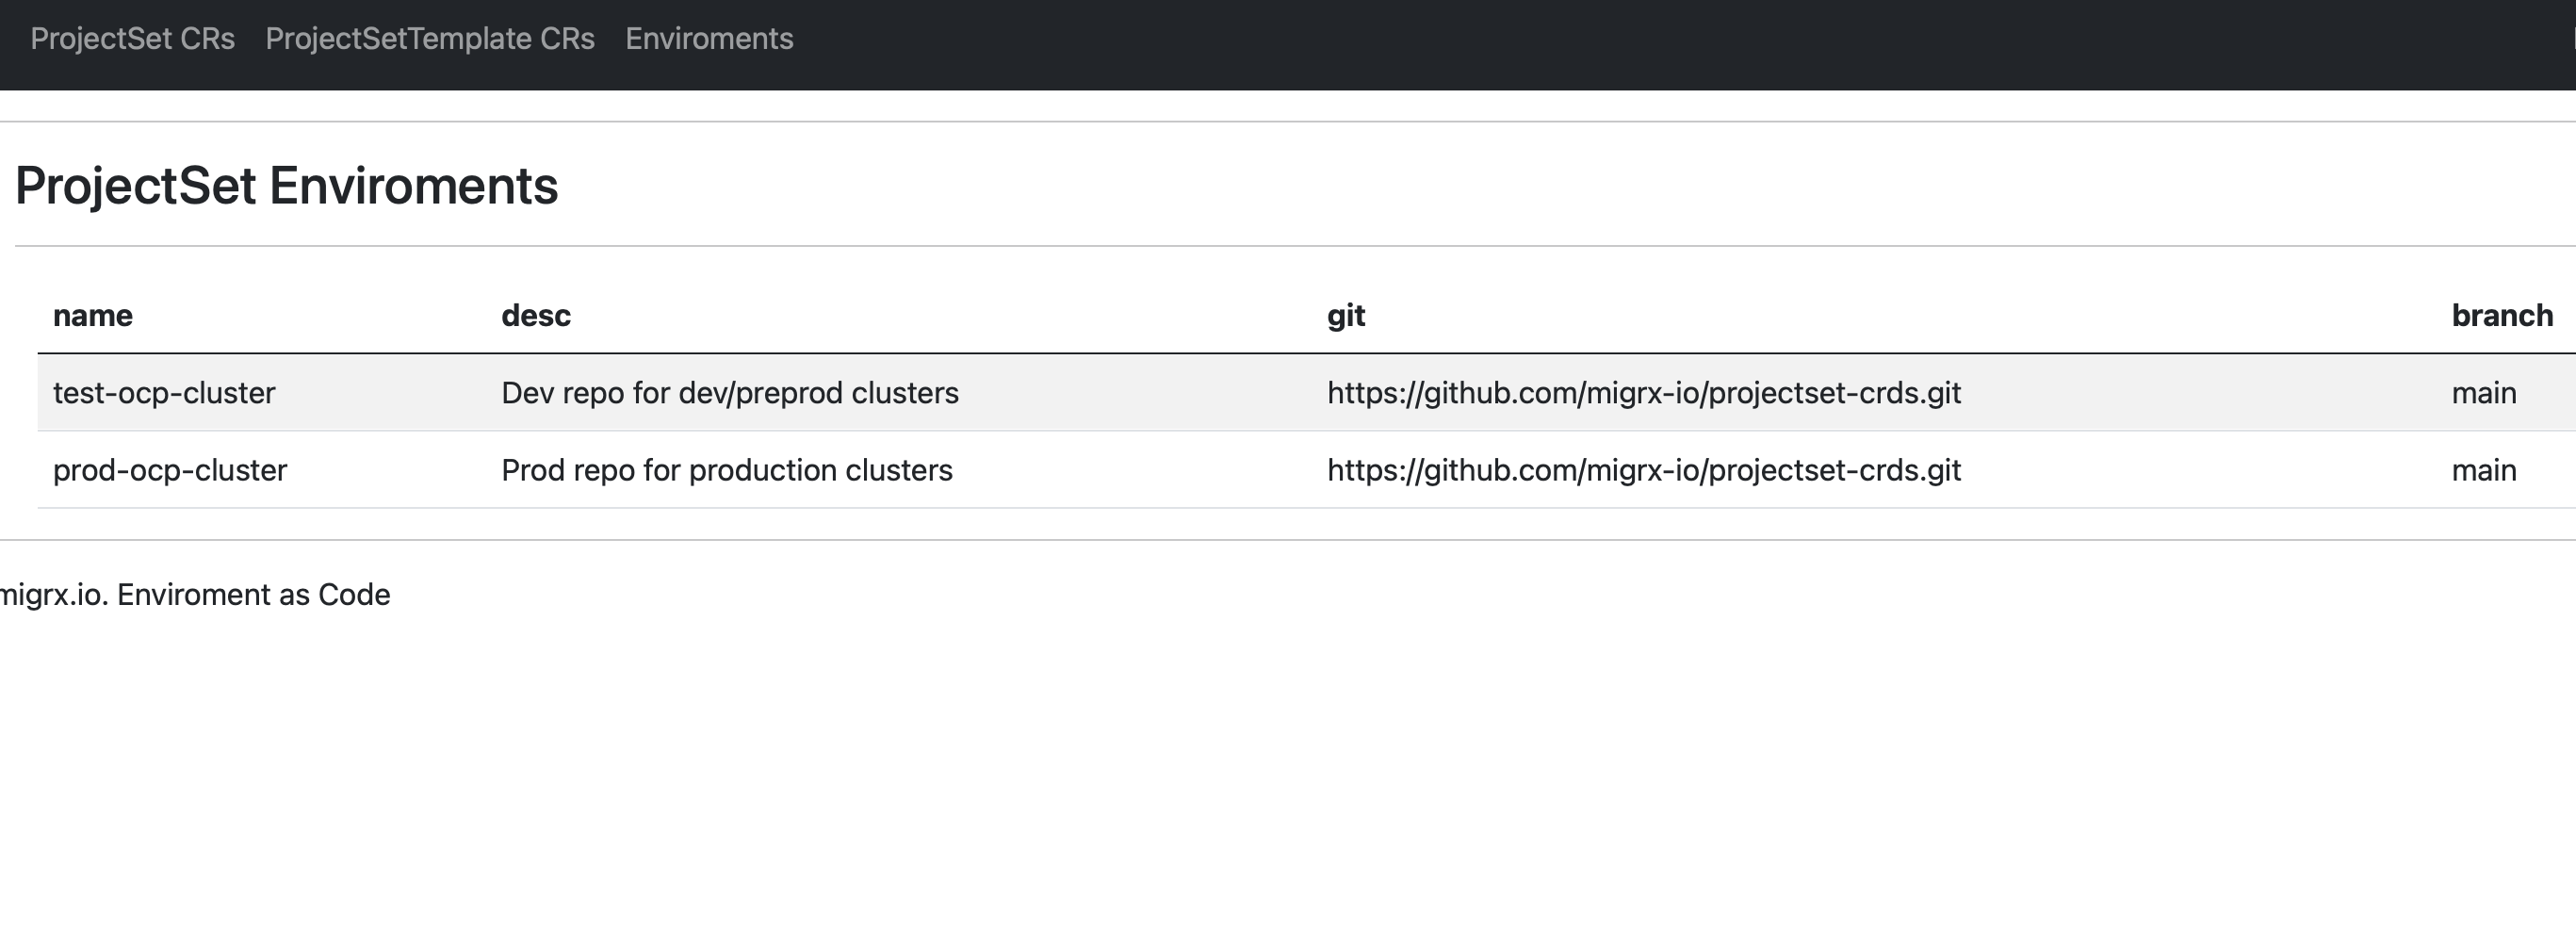 ProjectSet CRs ProjectSetTemplate CRs Enviroments
ProjectSet Enviroments
name desc git branch
test-ocp-cluster Dev repo for dev/preprod clusters https://github.com/migrx-io/projectset-crds.git main
prod-ocp-cluster Prod repo for production clusters https://github.com/migrx-io/projectset-crds.git main
migrx.io. Enviroment as Code